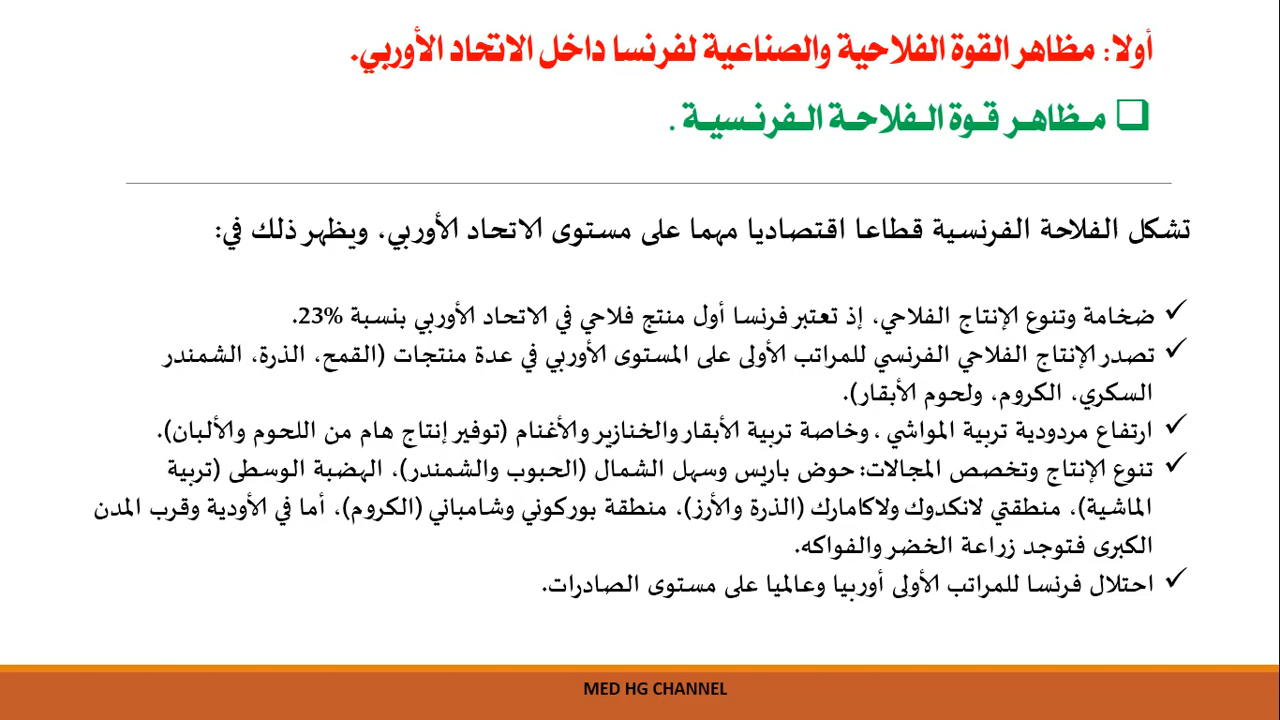 أولا: مظاهر القوة الفلاحية والصناعية لفرنسا داخل الاتحاد الأوربي.
❑ مظاهر قوة الفلاحة الفرنسية .
تشكل الفلاحة الفرنسية قطاعا اقتصاديا مهما على مستوى الاتحاد الأوربي، ويظهر ذلك في:
✓ ضخامة وتنوع الإنتاج الفلاحي، إذ تعتبر فرنسا أول منتج فلاحي في الاتحاد الأوربي بنسبة 23%.
✓ تصدر الإنتاج الفلاحي الفرنسي للمراتب الأولى على المستوى الأوربي في عدة منتجات (القمح، الذرة، الشمندر
السكري، الكروم، ولحوم الأبقار).
✓ ارتفاع مردودية تربية المواشي ، وخاصة تربية الأبقار والخنازير والأغنام (توفير إنتاج هام من اللحوم والألبان).
✓ تنوع الإنتاج وتخصص المجالات: حوض باريس وسهل الشمال (الحبوب والشمندر)، الهضبة الوسطى (تربية
الماشية)، منطقتي لانكدوك ولاكامارك (الذرة والأرز)، منطقة بوركوني وشامباني (الكروم)، أما في الأودية وقرب المدن
الكبرى فتوجد زراعة الخضر والفواكه.
✓ احتلال فرنسا للمراتب الأولى أوربيا وعالميا على مستوى الصادرات.
MED HG CHANNEL